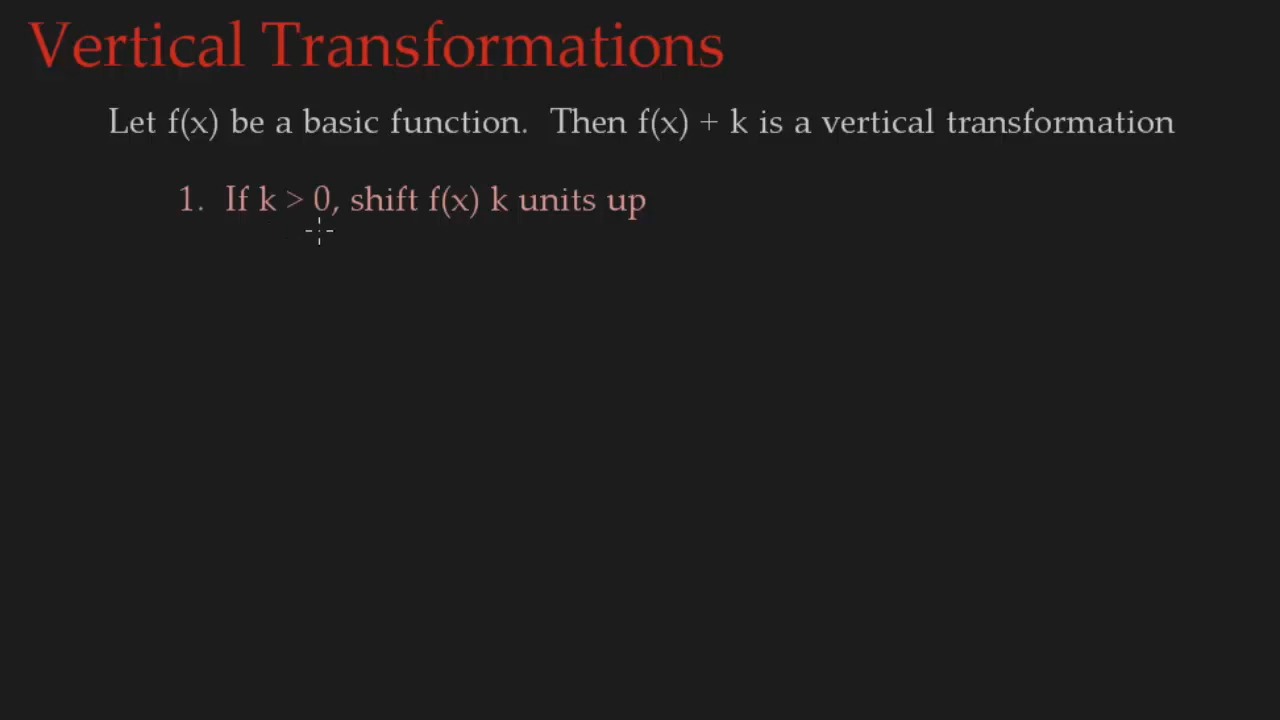 Vertical Transformations
Let f(x) be a basic function. Then f(x) + k is a vertical transformation
1. If k > 0, shift f(x) k units up